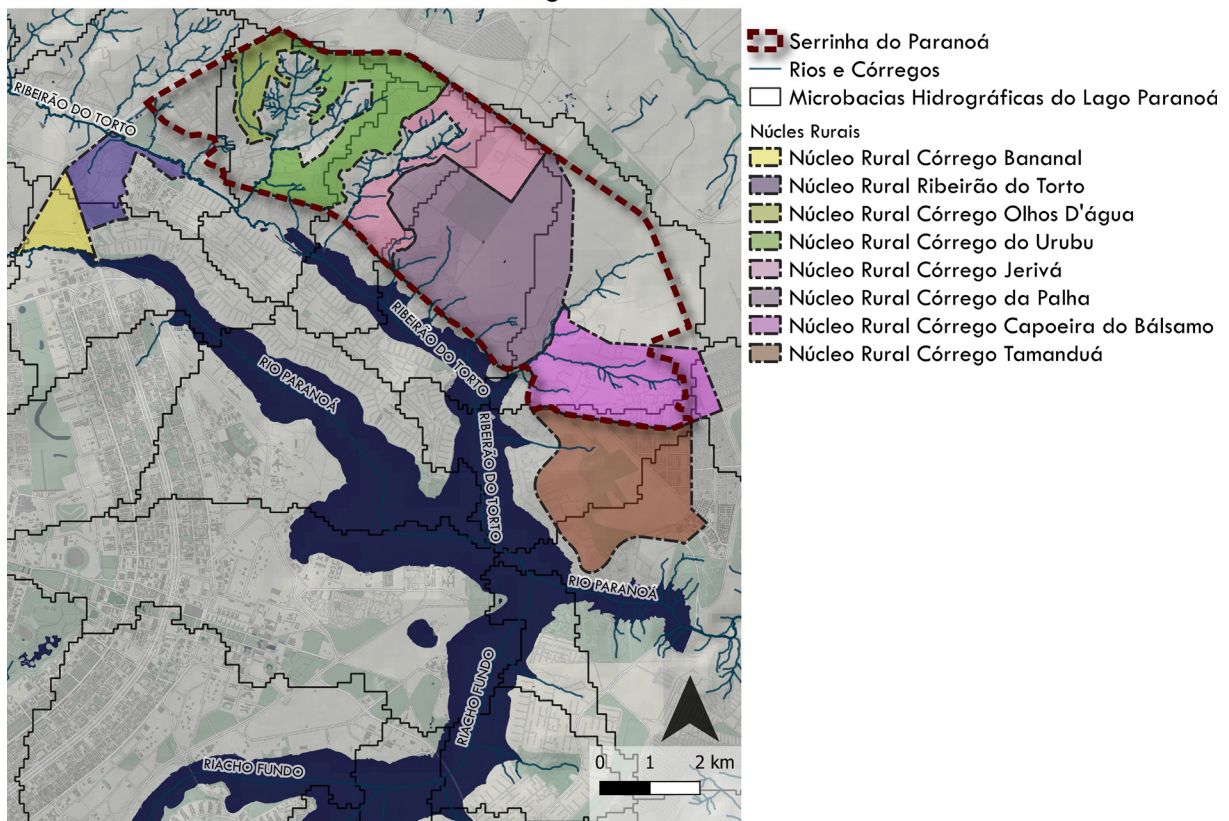 Serrinha do Paranoá
Rios e Córregos
Microbacias Hidrográficas do Lago Paranoá
Núcles Rurais
Núcleo Rural Córrego Bananal
Núcleo Rural Ribeirão do Torto
Núcleo Rural Córrego Olhos D'água
Núcleo Rural Córrego do Urubu
Núcleo Rural Córrego Jerivá
Núcleo Rural Córrego da Palha
Núcleo Rural Córrego Capoeira do Bálsamo
Núcleo Rural Córrego Tamanduá
RIBEIRÃO DO TORTO
RIBEIRÃO DO TORTO
RIO PARANOÁ
RIBEIRÃO DO TORTO
RIO PARANOÁ
RIACHO FUNDO
RIACHO FUNDO
0 1 2 km